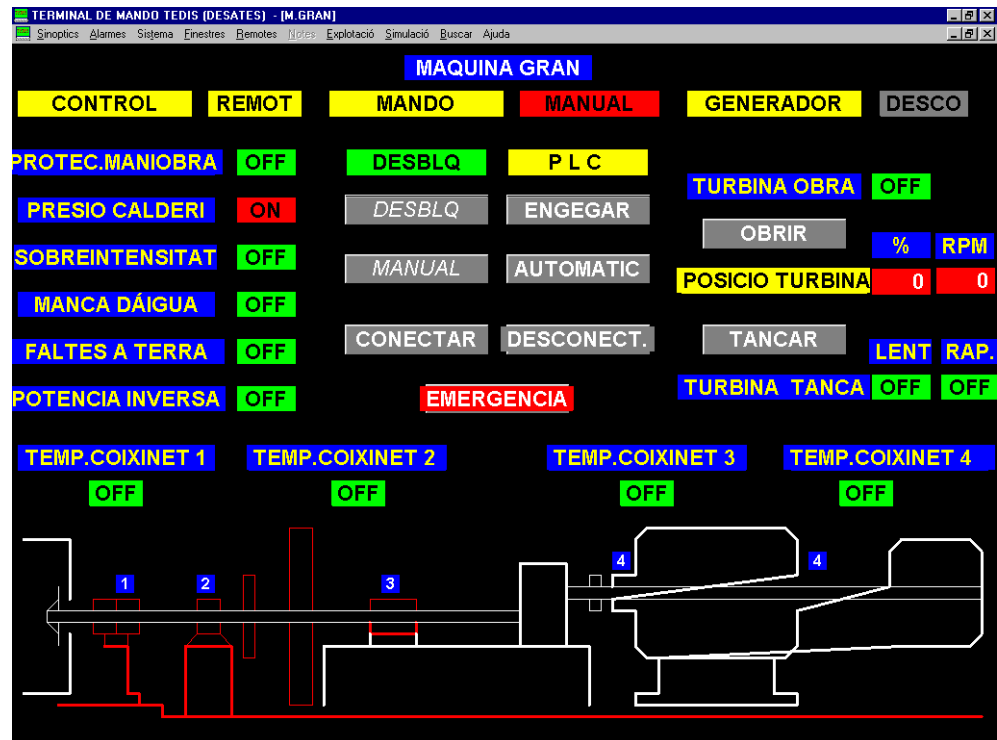 TERMINAL DE MANDO TEDIS (DESATES) - [M.GRAN]
Sinoptics Alarmes Sistema Finestres Remotes Notes Explotació Simulació Buscar Ajuda
MAQUINA GRAN
CONTROL REMOT MANDO MANUAL GENERADOR DESCO
PROTEC.MANIOBRA OFF DESBLQ P L C
TURBINA OBRA OFF
PRESIO CALDERI ON DESBLQ ENGEGAR
OBRIR % RPM
SOBREINTENSITAT OFF MANUAL AUTOMATIC
POSICIO TURBINA 0 0
MANCA DÁIGUA OFF
CONECTAR DESCONECT. TANCAR
FALTES A TERRA OFF LENT RAP.
POTENCIA INVERSA OFF EMERGENCIA TURBINA TANCA OFF OFF
TEMP.COIXINET 1 TEMP.COIXINET 2 TEMP.COIXINET 3 TEMP.COIXINET 4
OFF OFF OFF OFF
4 4
1 2 3